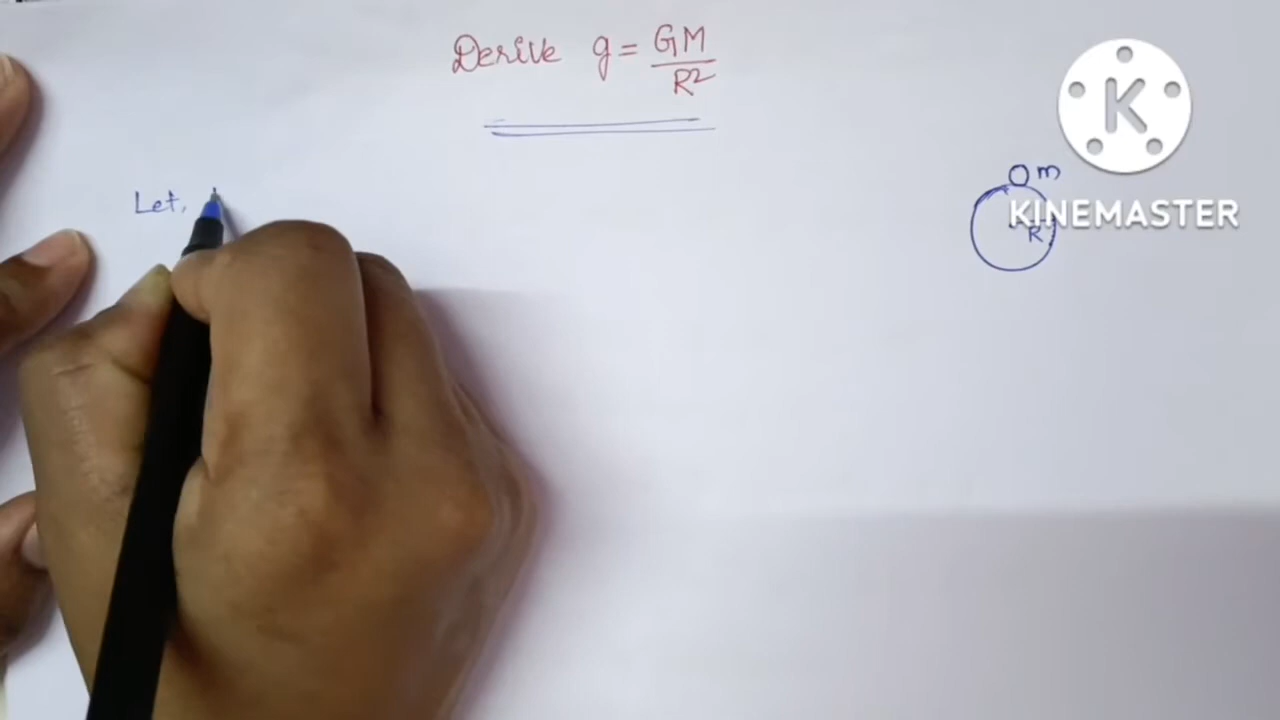 Derive g = GM/R²
Let,
m
R
K
KINEMASTER